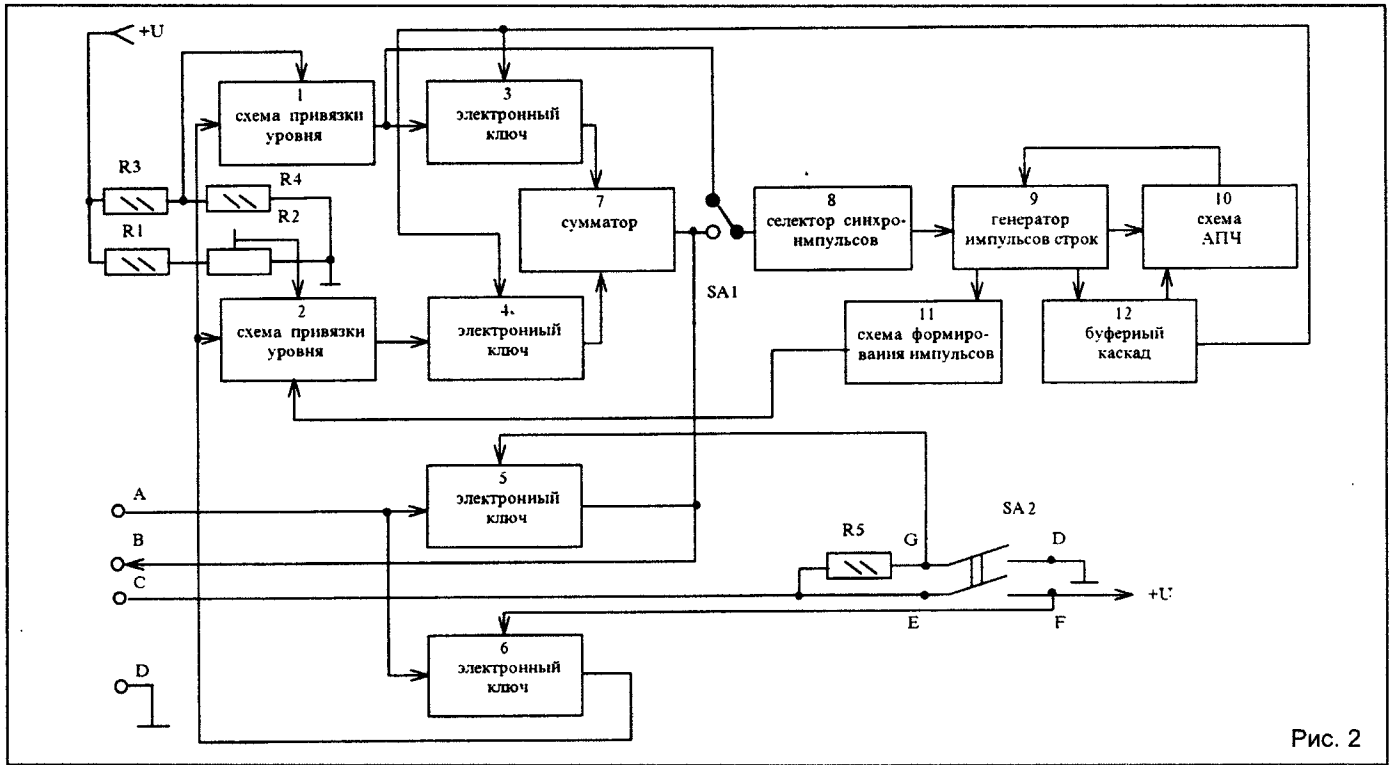 +U
1
схема привязки
уровня
3
электронный
ключ
R3
R4
R2
R1
7
сумматор
SA1
8
селектор синхро-
импульсов
9
генератор
импульсов строк
10
схема
АПЧ
2
схема привязки
уровня
4
электронный
ключ
11
схема формиро-
вания импульсов
12
буферный
каскад
5
электронный
ключ
A
B
C
D
R5
G
SA2
D
E
F
+U
6
электронный
ключ
Рис. 2